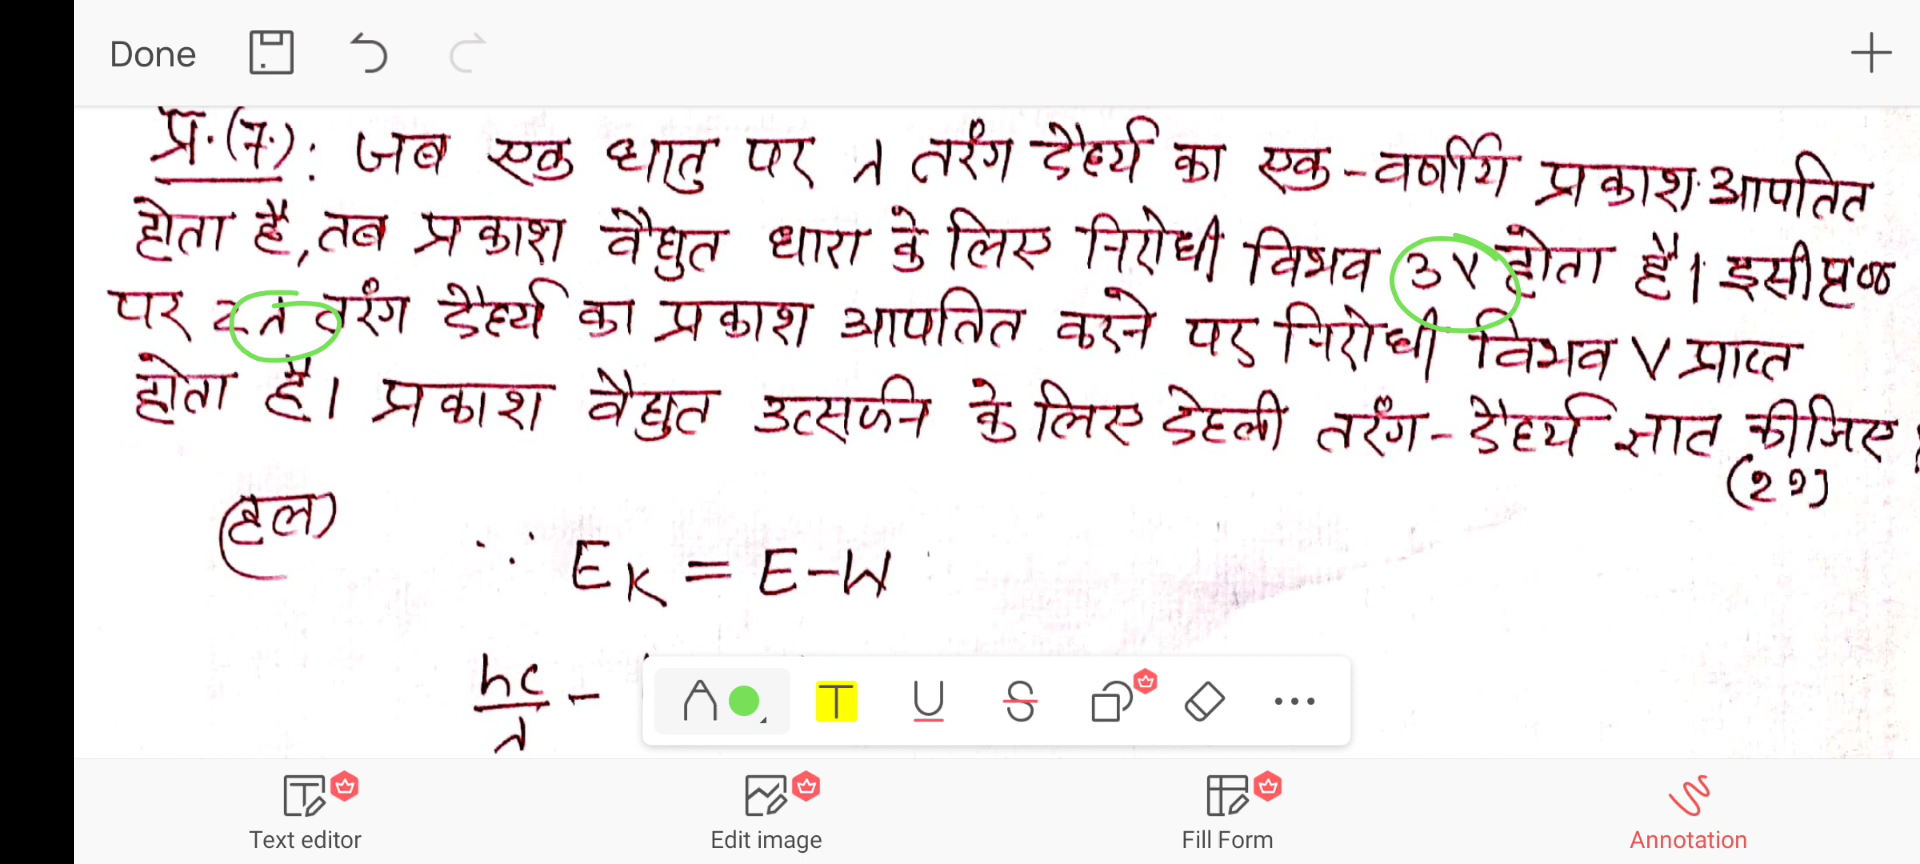 Done
प्र.(7): जब एक धातु पर λ तरंग दैर्ध्य का एक-वर्णीय प्रकाश आपतित
होता है, तब प्रकाश वैद्युत धारा के लिए निरोधी विभव 3V होता है। इसी पृष्ठ
पर 2λ तरंग दैर्ध्य का प्रकाश आपतित करने पर निरोधी विभव V प्राप्त
होता है। प्रकाश वैद्युत उत्सर्जन के लिए देहली तरंग-दैर्ध्य ज्ञात कीजिए।
हल
∵ E_K = E-W
hc/λ -
T U S
Text editor Edit image Fill Form Annotation